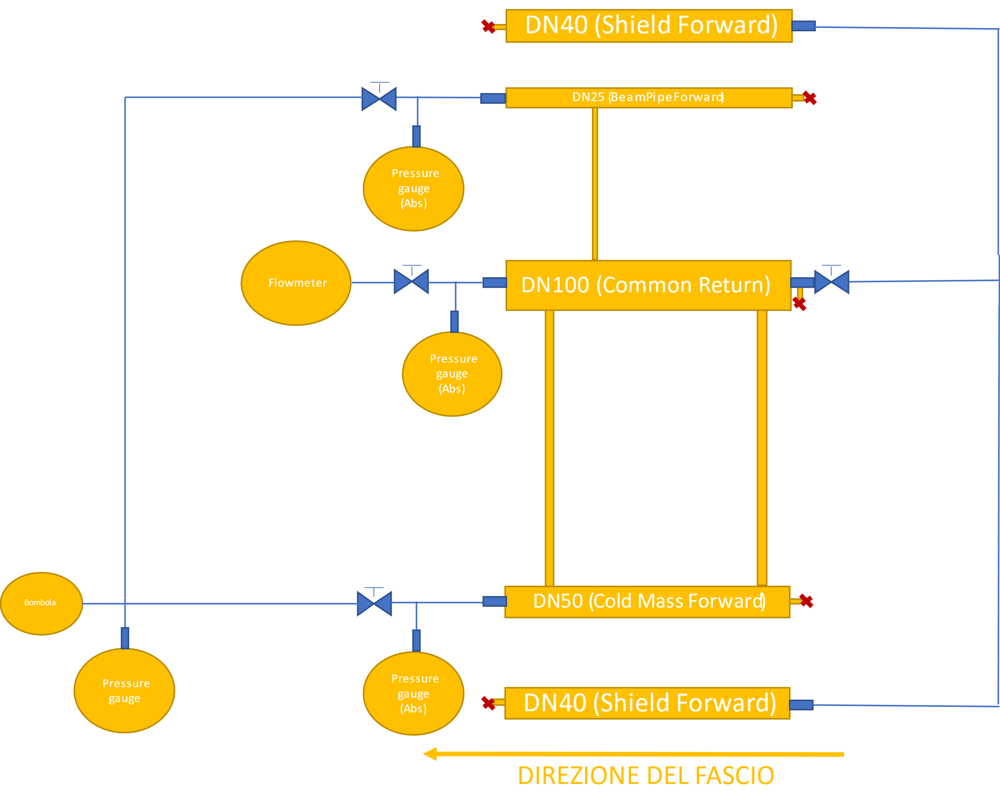 DN40 (Shield Forward)
DN25 (BeamPipeForward)
Pressure
gauge
(Abs)
Flowmeter
DN100 (Common Return)
Pressure
gauge
(Abs)
Bombola
DN50 (Cold Mass Forward)
Pressure
gauge
Pressure
gauge
(Abs)
DN40 (Shield Forward)
DIREZIONE DEL FASCIO